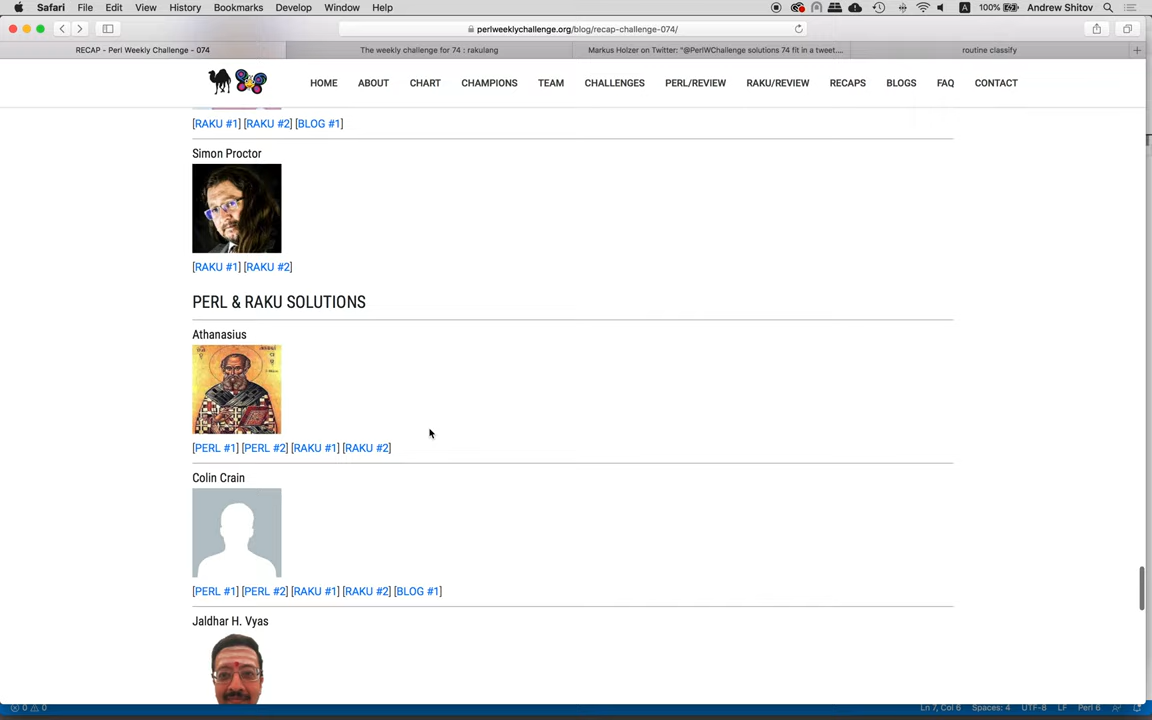 Safari File Edit View History Bookmarks Develop Window Help 100% A Andrew Shitov
perlweeklychallenge.org/blog/recap-challenge-074/
RECAP - Perl Weekly Challenge - 074
The weekly challenge for 74 : rakulang
Markus Holzer on Twitter: "@PerlWChallenge solutions 74 fit in a tweet....
routine classify
HOME ABOUT CHART CHAMPIONS TEAM CHALLENGES PERL/REVIEW RAKU/REVIEW RECAPS BLOGS FAQ CONTACT
[RAKU #1] [RAKU #2] [BLOG #1]
Simon Proctor
[RAKU #1] [RAKU #2]
PERL & RAKU SOLUTIONS
Athanasius
[PERL #1] [PERL #2] [RAKU #1] [RAKU #2]
Colin Crain
[PERL #1] [PERL #2] [RAKU #1] [RAKU #2] [BLOG #1]
Jaldhar H. Vyas
0 0 Ln 7, Col 6 Spaces: 4 UTF-8 LF Perl 6